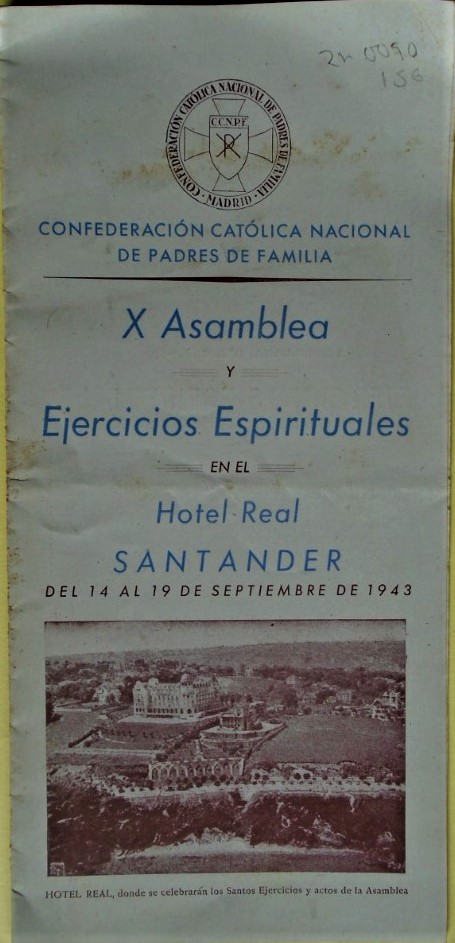 2r 0090
156
CONFEDERACIÓN CATÓLICA NACIONAL DE PADRES DE FAMILIA
· MADRID ·
C.C.N.P.F.
CONFEDERACIÓN CATÓLICA NACIONAL
DE PADRES DE FAMILIA
X Asamblea
Y
Ejercicios Espirituales
EN EL
Hotel Real
SANTANDER
DEL 14 AL 19 DE SEPTIEMBRE DE 1943
HOTEL REAL, donde se celebrarán los Santos Ejercicios y actos de la Asamblea